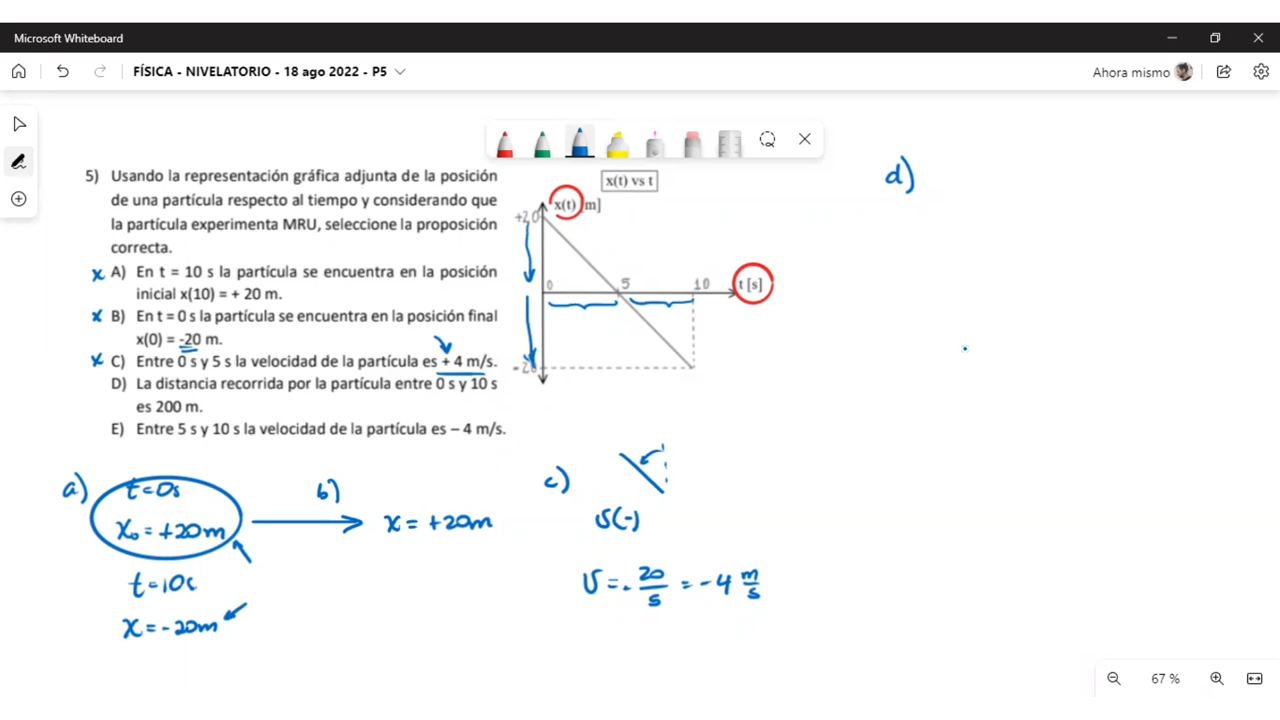 Microsoft Whiteboard
FÍSICA - NIVELATORIO - 18 ago 2022 - P5
Ahora mismo
5) Usando la representación gráfica adjunta de la posición
de una partícula respecto al tiempo y considerando que
la partícula experimenta MRU, seleccione la proposición
correcta.
x A) En t = 10 s la partícula se encuentra en la posición
inicial x(10) = + 20 m.
x B) En t = 0 s la partícula se encuentra en la posición final
x(0) = -20 m.
x C) Entre 0 s y 5 s la velocidad de la partícula es + 4 m/s.
D) La distancia recorrida por la partícula entre 0 s y 10 s
es 200 m.
E) Entre 5 s y 10 s la velocidad de la partícula es – 4 m/s.
x(t) vs t
x(t) [m]
+20
0 5 10 t [s]
-20
d)
a) t=0s
x₀ = +20m
t=10s
x = -20m
b)
x = +20m
c)
v(-)
v = - 20/5 = -4 m/s
67 %